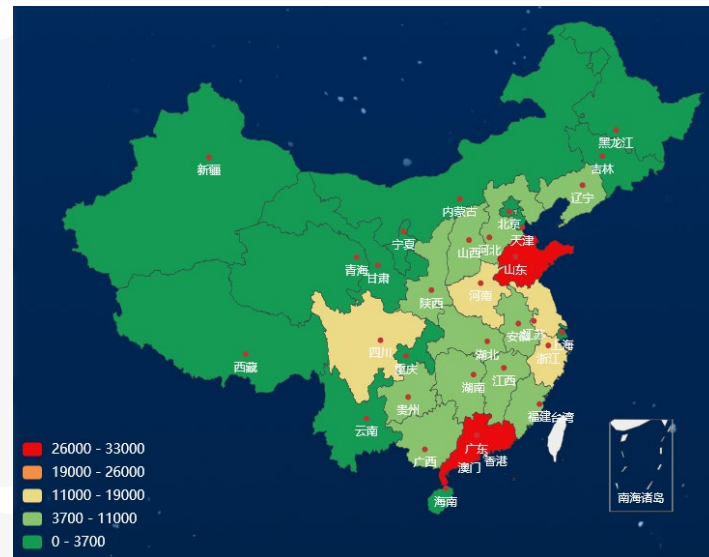 黑龙江
吉林
新疆
辽宁
内蒙古
北京
宁夏
天津
山西
河北
青海
甘肃
山东
河南
陕西
安徽
江苏
上海
四川
湖北
浙江
西藏
重庆
江西
湖南
贵州
福建
台湾
云南
广东
广西
香港
澳门
海南
南海诸岛
26000 - 33000
19000 - 26000
11000 - 19000
3700 - 11000
0 - 3700